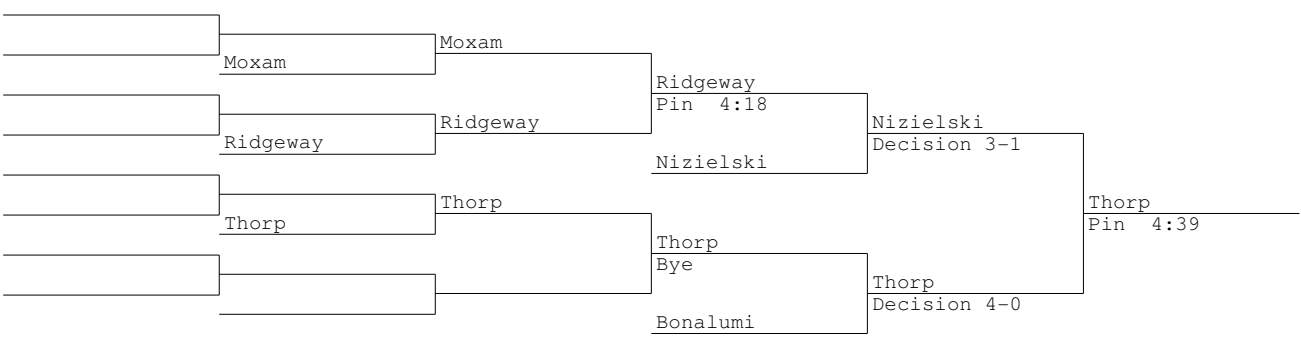 Moxam
Moxam
Ridgeway
Pin  4:18
Ridgeway
Nizielski
Ridgeway
Decision 3-1
Nizielski
Thorp
Thorp
Thorp
Pin  4:39
Thorp
Bye
Thorp
Decision 4-0
Bonalumi